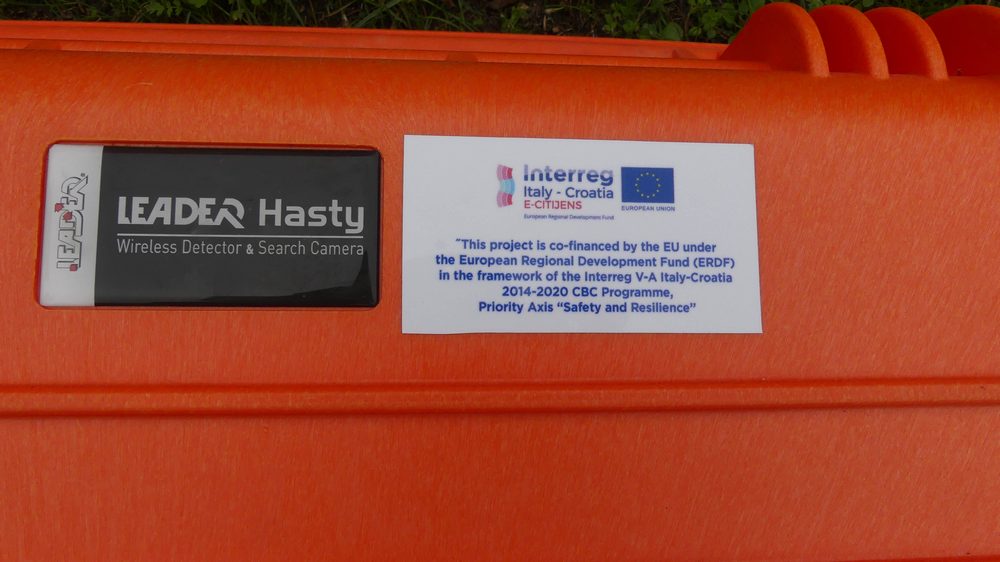 LEADER
LEADER Hasty
Wireless Detector & Search Camera
Interreg
Italy - Croatia
E-CITIJENS
European Regional Development Fund
EUROPEAN UNION
"This project is co-financed by the EU under
the European Regional Development Fund (ERDF)
in the framework of the Interreg V-A Italy-Croatia
2014-2020 CBC Programme,
Priority Axis “Safety and Resilience”